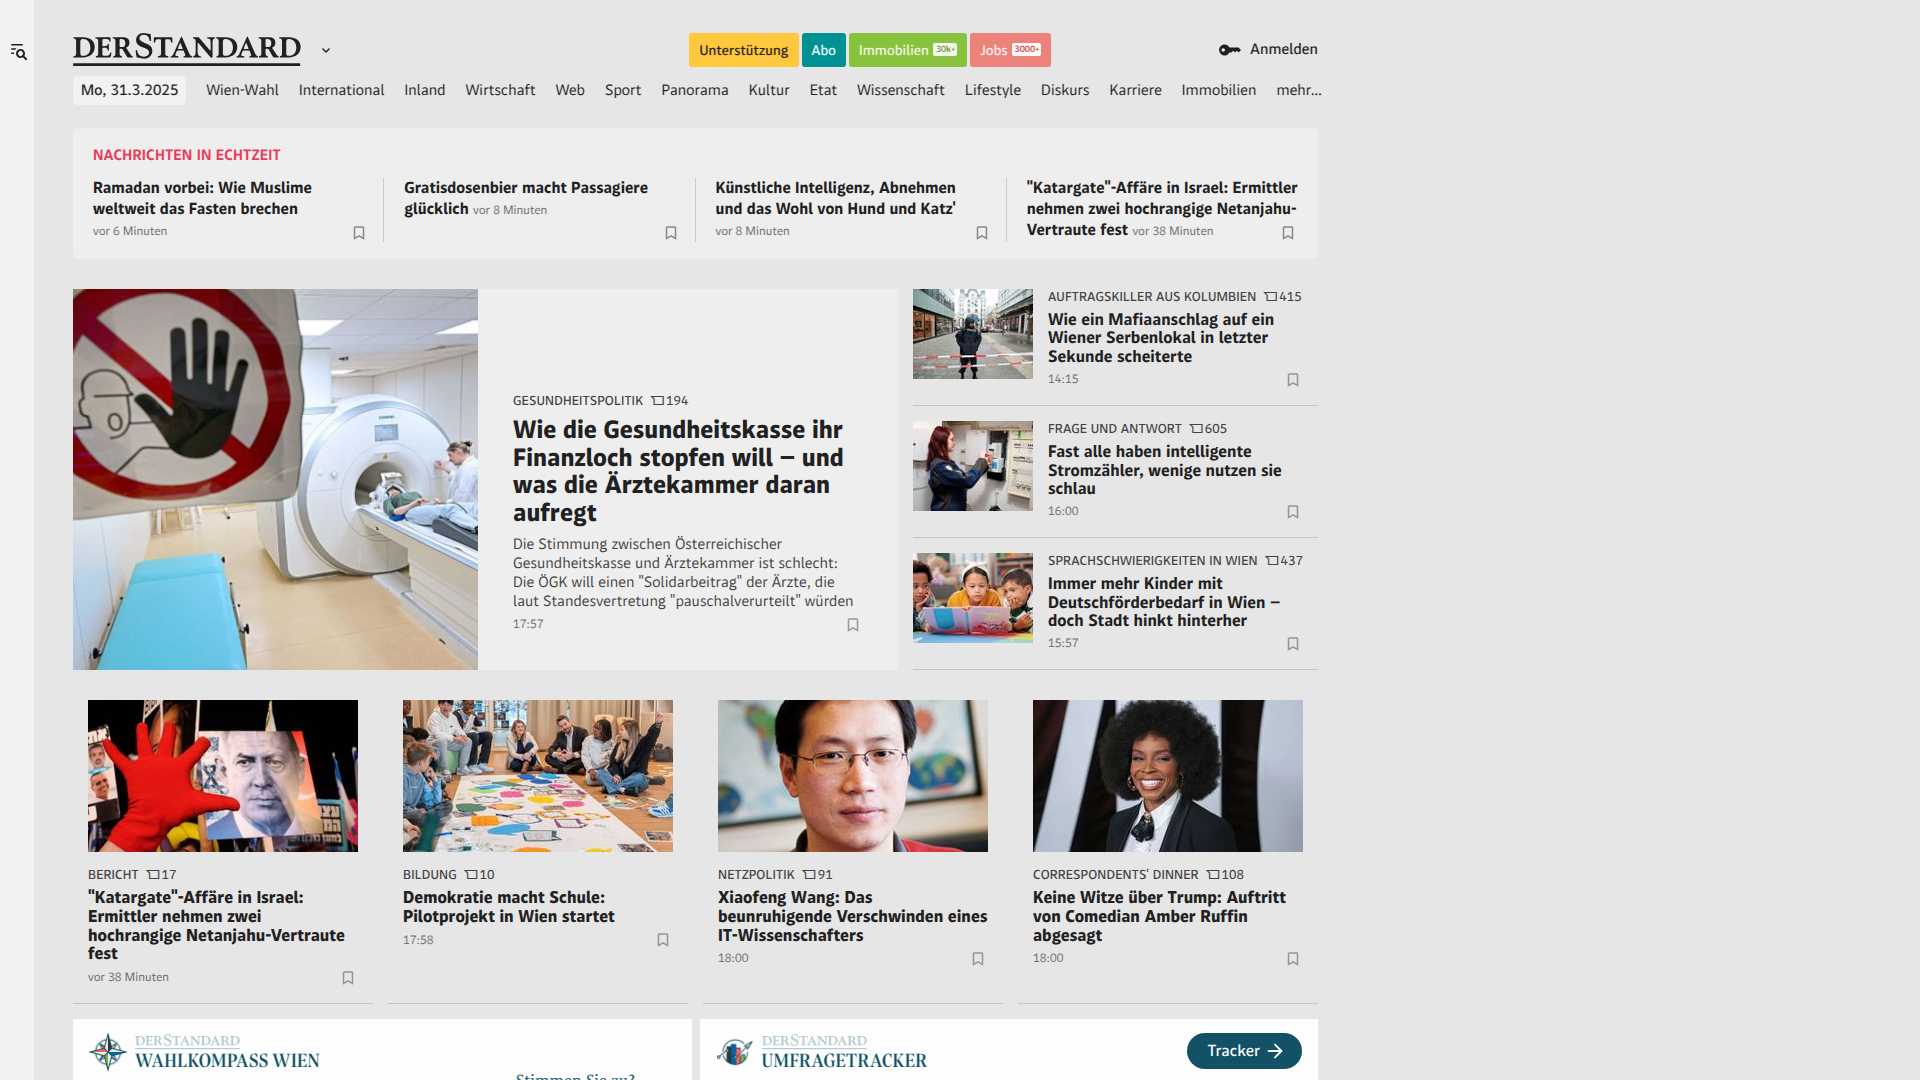 DERSTANDARD
Unterstützung Abo Immobilien 30k+ Jobs 3000+
Anmelden
Mo, 31.3.2025 Wien-Wahl International Inland Wirtschaft Web Sport Panorama Kultur Etat Wissenschaft Lifestyle Diskurs Karriere Immobilien mehr...
NACHRICHTEN IN ECHTZEIT
Ramadan vorbei: Wie Muslime
weltweit das Fasten brechen
vor 6 Minuten
Gratisdosenbier macht Passagiere
glücklich vor 8 Minuten
Künstliche Intelligenz, Abnehmen
und das Wohl von Hund und Katz'
vor 8 Minuten
"Katargate"-Affäre in Israel: Ermittler
nehmen zwei hochrangige Netanjahu-
Vertraute fest vor 38 Minuten
GESUNDHEITSPOLITIK 194
Wie die Gesundheitskasse ihr
Finanzloch stopfen will – und
was die Ärztekammer daran
aufregt
Die Stimmung zwischen Österreichischer
Gesundheitskasse und Ärztekammer ist schlecht:
Die ÖGK will einen "Solidarbeitrag" der Ärzte, die
laut Standesvertretung "pauschalverurteilt" würden
17:57
AUFTRAGSKILLER AUS KOLUMBIEN 415
Wie ein Mafiaanschlag auf ein
Wiener Serbenlokal in letzter
Sekunde scheiterte
14:15
FRAGE UND ANTWORT 605
Fast alle haben intelligente
Stromzähler, wenige nutzen sie
schlau
16:00
SPRACHSCHWIERIGKEITEN IN WIEN 437
Immer mehr Kinder mit
Deutschförderbedarf in Wien –
doch Stadt hinkt hinterher
15:57
BERICHT 17
"Katargate"-Affäre in Israel:
Ermittler nehmen zwei
hochrangige Netanjahu-Vertraute
fest
vor 38 Minuten
BILDUNG 10
Demokratie macht Schule:
Pilotprojekt in Wien startet
17:58
NETZPOLITIK 91
Xiaofeng Wang: Das
beunruhigende Verschwinden eines
IT-Wissenschafters
18:00
CORRESPONDENTS' DINNER 108
Keine Witze über Trump: Auftritt
von Comedian Amber Ruffin
abgesagt
18:00
DERSTANDARD
WAHLKOMPASS WIEN
Stimmen Sie zu?
DERSTANDARD
UMFRAGETRACKER
Tracker